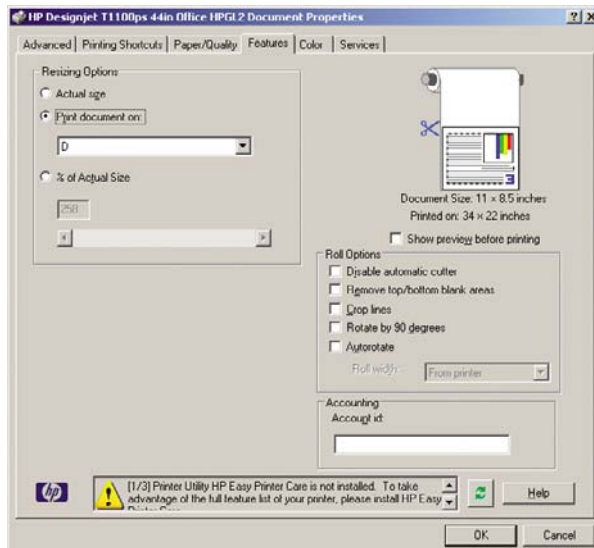 HP Designjet T1100ps 44in Office HPGL2 Document Properties
Advanced
Printing Shortcuts
Paper/Quality
Features
Color
Services
Resizing Options
Actual size
Print document on:
D
% of Actual Size
258
3
Document Size: 11 × 8.5 inches
Printed on: 34 × 22 inches
Show preview before printing
Roll Options
Disable automatic cutter
Remove top/bottom blank areas
Crop lines
Rotate by 90 degrees
Autorotate
Roll width:
From printer
Accounting
Account id:
hp
[1/3] Printer Utility HP Easy Printer Care is not installed. To take
advantage of the full feature list of your printer, please install HP Easy
Help
OK
Cancel